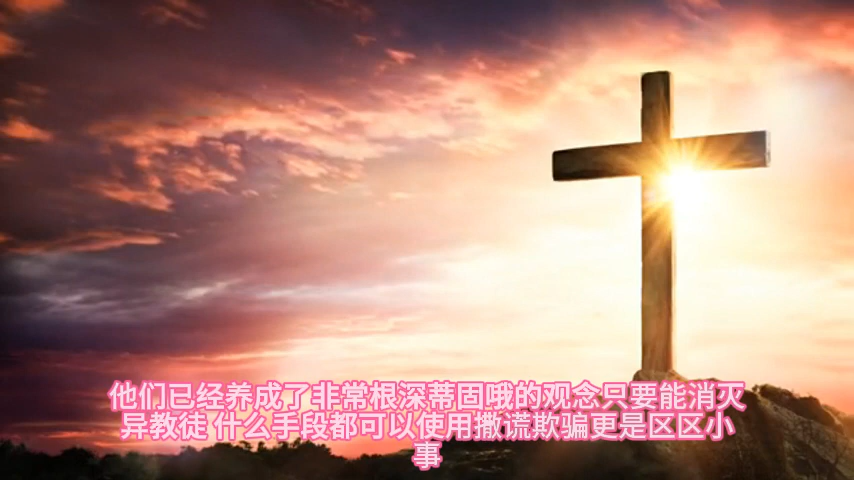 他们已经养成了非常根深蒂固哦的观念只要能消灭
异教徒 什么手段都可以使用撒谎欺骗更是区区小
事